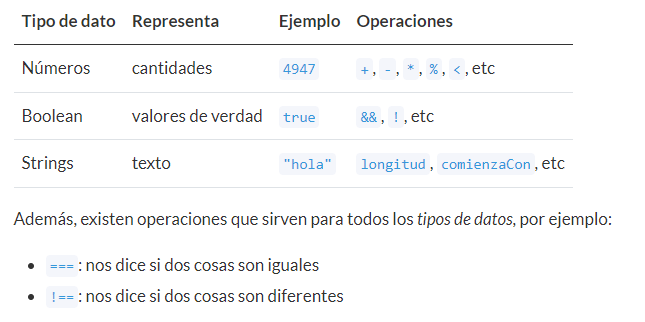 Tipo de dato Representa Ejemplo Operaciones
Números cantidades 4947 +, -, *, %, <, etc
Boolean valores de verdad true &&, !, etc
Strings texto "hola" longitud, comienzaCon, etc
Además, existen operaciones que sirven para todos los tipos de datos, por ejemplo:
• ===: nos dice si dos cosas son iguales
• !==: nos dice si dos cosas son diferentes